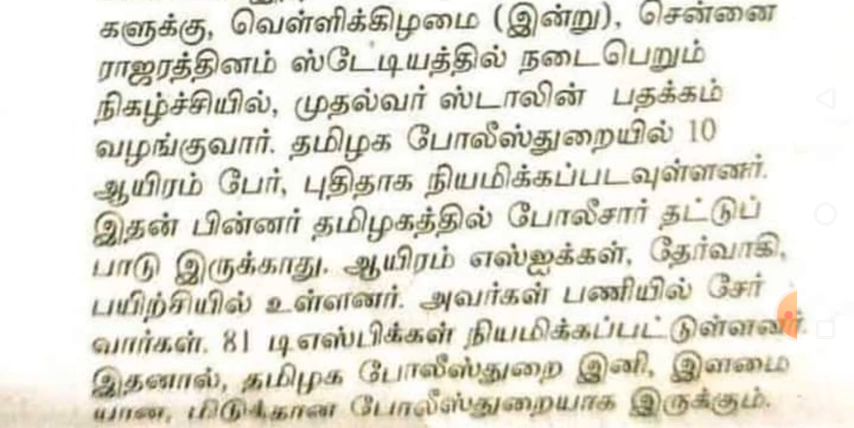 களுக்கு, வெள்ளிக்கிழமை (இன்று), சென்னை
ராஜரத்தினம் ஸ்டேடியத்தில் நடைபெறும்
நிகழ்ச்சியில், முதல்வர் ஸ்டாலின் பதக்கம்
வழங்குவார். தமிழக போலீஸ்துறையில் 10
ஆயிரம் பேர், புதிதாக நியமிக்கப்படவுள்ளனர்.
இதன் பின்னர் தமிழகத்தில் போலீசார் தட்டுப்
பாடு இருக்காது. ஆயிரம் எஸ்ஐக்கள், தேர்வாகி,
பயிற்சியில் உள்ளனர். அவர்கள் பணியில் சேர்
வார்கள். 81 டிஎஸ்பிக்கள் நியமிக்கப்பட்டுள்ளனர்.
இதனால், தமிழக போலீஸ்துறை இனி, இளமை
யான, மிடுக்கான போலீஸ்துறையாக இருக்கும்.